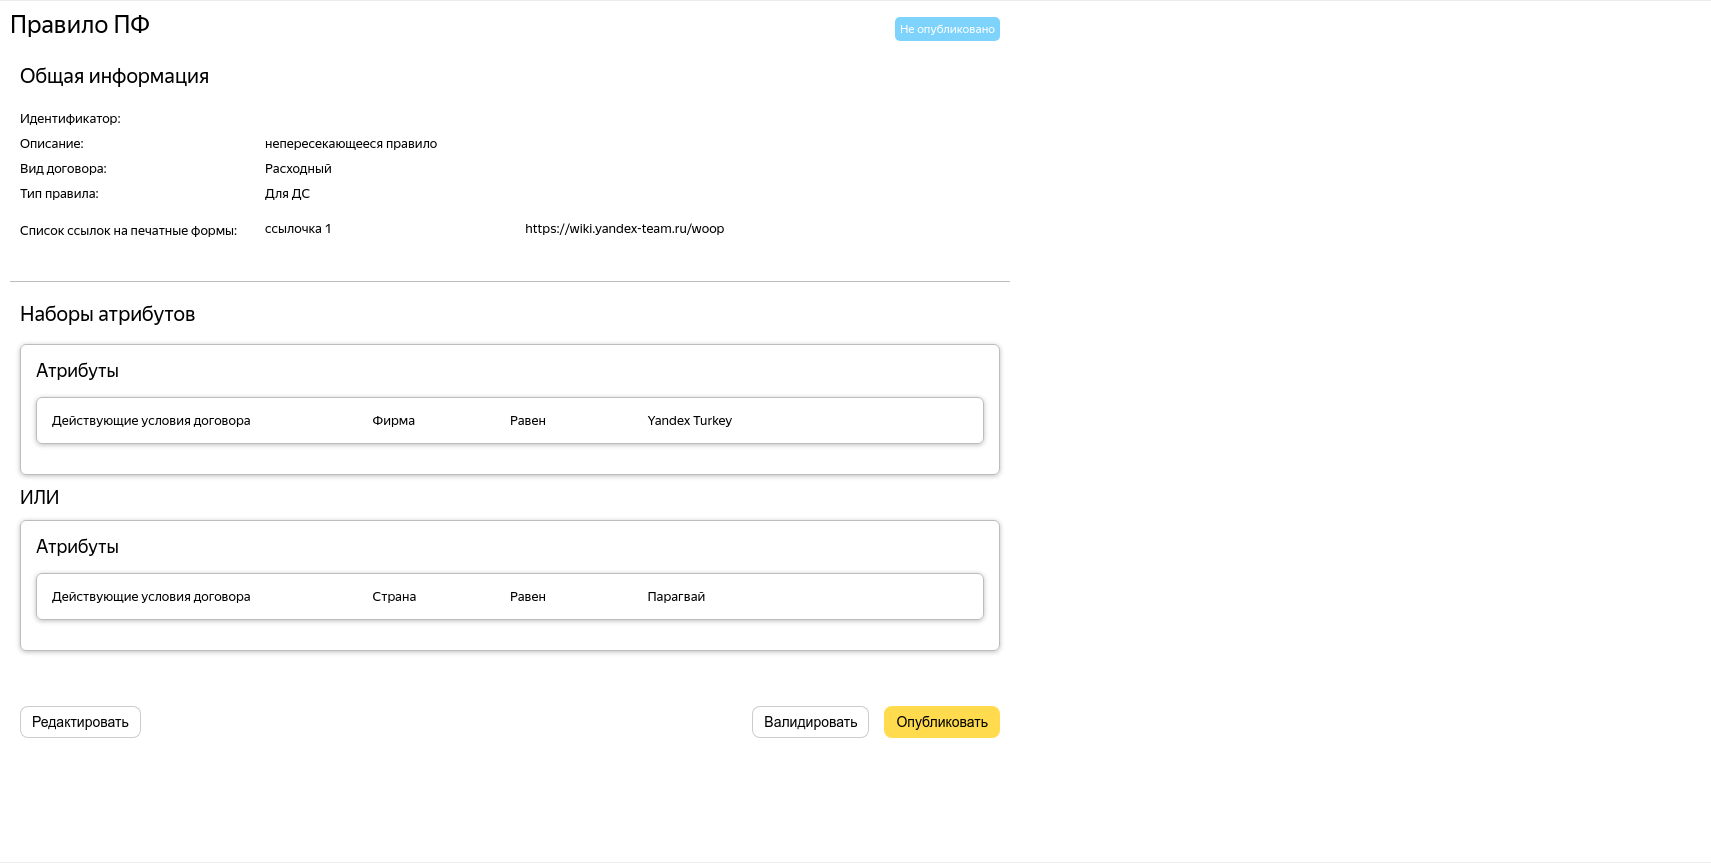 Правило ПФ
Не опубликовано
Общая информация
Идентификатор:
Описание: непересекающееся правило
Вид договора: Расходный
Тип правила: Для ДС
Список ссылок на печатные формы: ссылочка 1 https://wiki.yandex-team.ru/woop
Наборы атрибутов
Атрибуты
Действующие условия договора Фирма Равен Yandex Turkey
ИЛИ
Атрибуты
Действующие условия договора Страна Равен Парагвай
Редактировать Валидировать Опубликовать